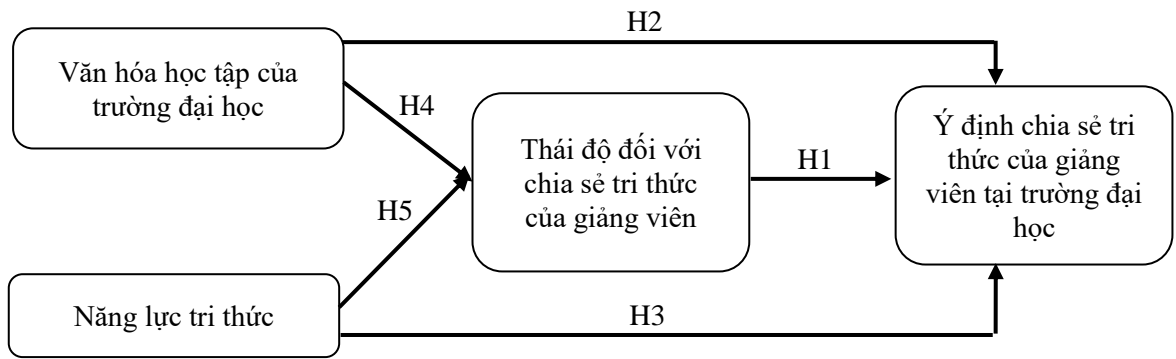 H2
Văn hóa học tập của
trường đại học
H4
Thái độ đối với
chia sẻ tri thức
của giảng viên
H1
Ý định chia sẻ tri
thức của giảng
viên tại trường đại
học
H5
Năng lực tri thức
H3